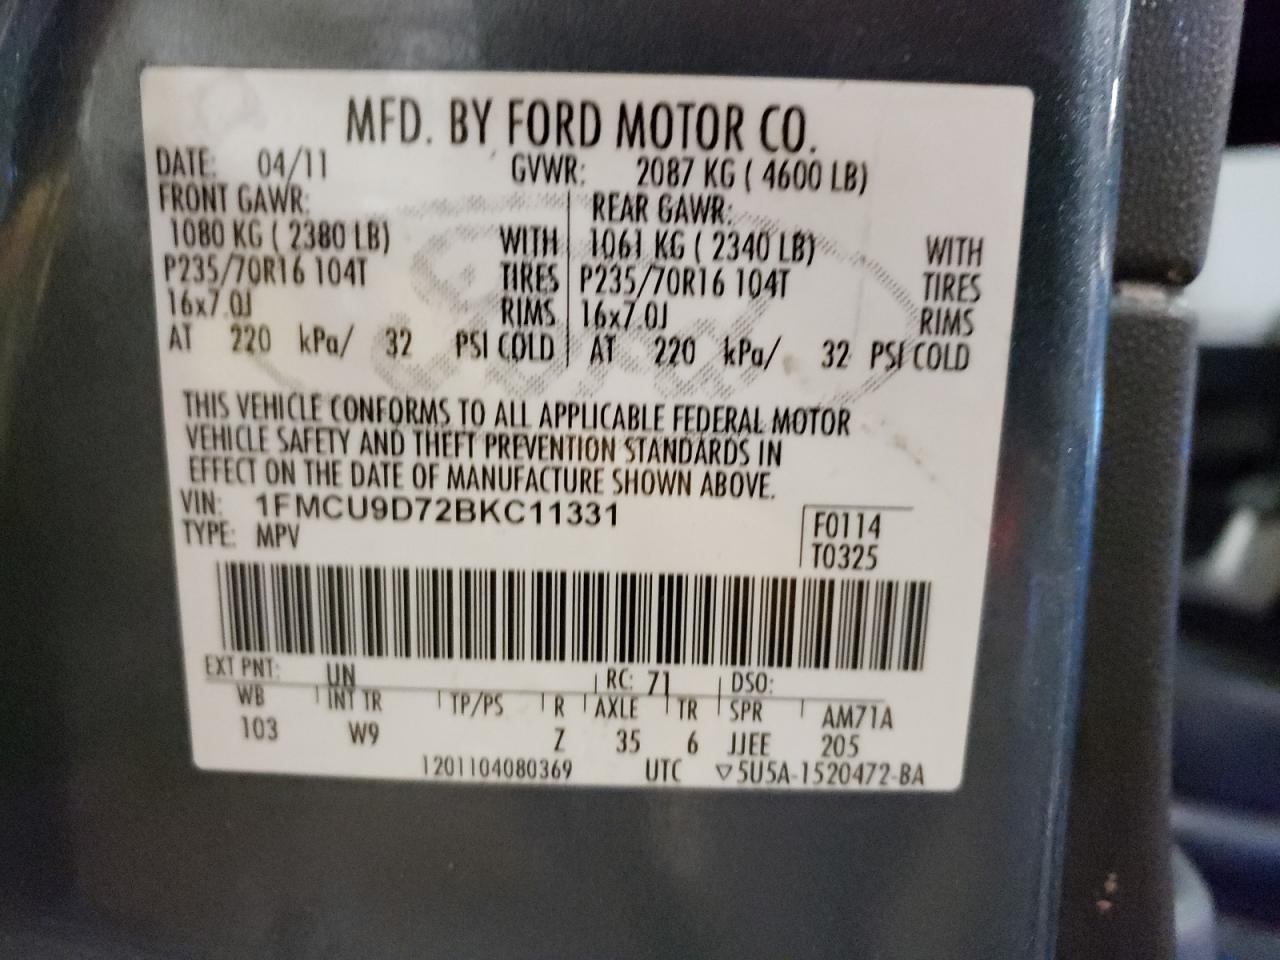 MFD. BY FORD MOTOR CO.
DATE: 04/11 GVWR: 2087 KG ( 4600 LB)
FRONT GAWR: REAR GAWR:
1080 KG ( 2380 LB) WITH 1061 KG ( 2340 LB) WITH
P235/70R16 104T TIRES P235/70R16 104T TIRES
16x7.0J RIMS 16x7.0J RIMS
AT 220 kPa/ 32 PSI COLD AT 220 kPa/ 32 PSI COLD
THIS VEHICLE CONFORMS TO ALL APPLICABLE FEDERAL MOTOR
VEHICLE SAFETY AND THEFT PREVENTION STANDARDS IN
EFFECT ON THE DATE OF MANUFACTURE SHOWN ABOVE.
VIN: 1FMCU9D72BKC11331
TYPE: MPV
F0114
T0325
EXT PNT: UN RC: 71 DSO:
WB INT TR TP/PS R AXLE TR SPR AM71A
103 W9 Z 35 6 JJEE 205
1201104080369 UTC ▽5U5A-1520472-BA